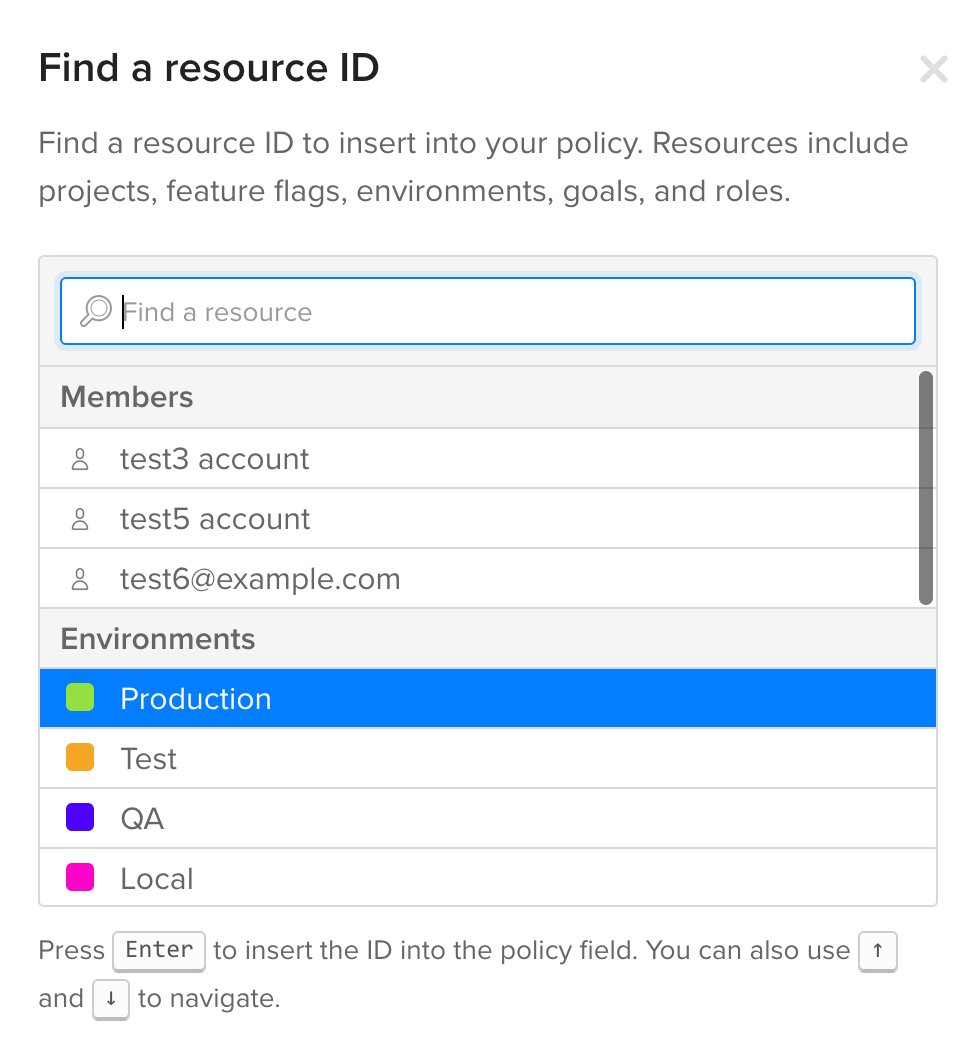 Find a resource ID
Find a resource ID to insert into your policy. Resources include
projects, feature flags, environments, goals, and roles.
Find a resource
Members
test3 account
test5 account
test6@example.com
Environments
Production
Test
QA
Local
Press Enter to insert the ID into the policy field. You can also use ↑
and ↓ to navigate.